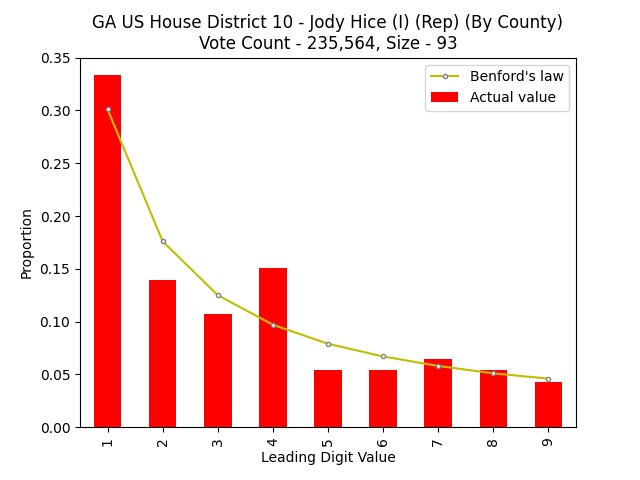 GA US House District 10 - Jody Hice (I) (Rep) (By County)
Vote Count - 235,564, Size - 93
Benford's law
Actual value
0.35
0.30
0.25
0.20
0.15
0.10
0.05
0.00
Proportion
1 2 3 4 5 6 7 8 9
Leading Digit Value